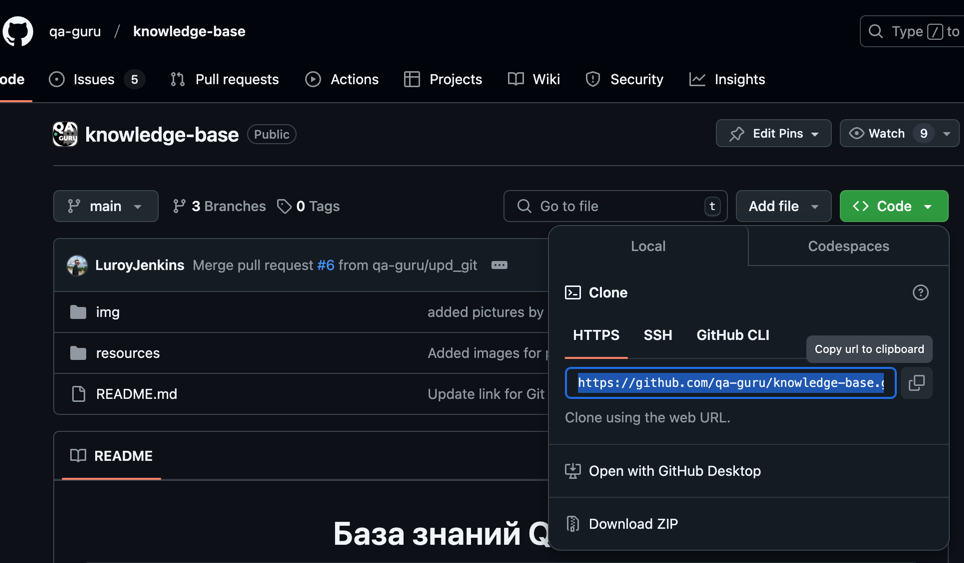 qa-guru / knowledge-base
Type / to
ode Issues 5 Pull requests Actions Projects Wiki Security Insights
QA GURU knowledge-base Public
Edit Pins Watch 9
main 3 Branches 0 Tags
Go to file t Add file <> Code
Local Codespaces
LuroyJenkins Merge pull request #6 from qa-guru/upd_git
Clone
img added pictures by
HTTPS SSH GitHub CLI
Copy url to clipboard
resources Added images for
https://github.com/qa-guru/knowledge-base.
README.md Update link for Git
Clone using the web URL.
README
Open with GitHub Desktop
Download ZIP
База знаний